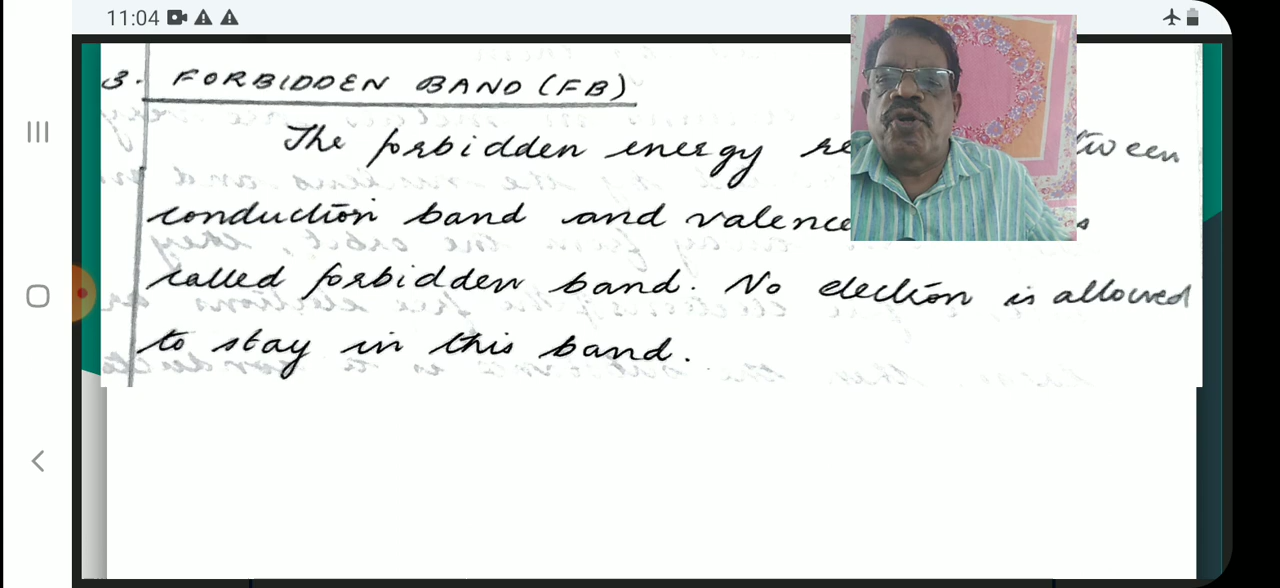 11:04
3. FORBIDDEN BAND (FB)
The forbidden energy
conduction band and valence
called forbidden band. No election is allowed
to stay in this band.